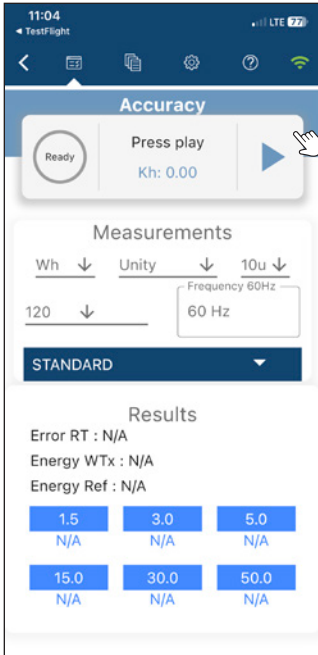 11:04
LTE 77
TestFlight
Accuracy
Ready
Press play
Kh: 0.00
Measurements
Wh Unity 10u
Frequency 60Hz
120 60 Hz
STANDARD
Results
Error RT : N/A
Energy WTx : N/A
Energy Ref : N/A
1.5 3.0 5.0
N/A N/A N/A
15.0 30.0 50.0
N/A N/A N/A